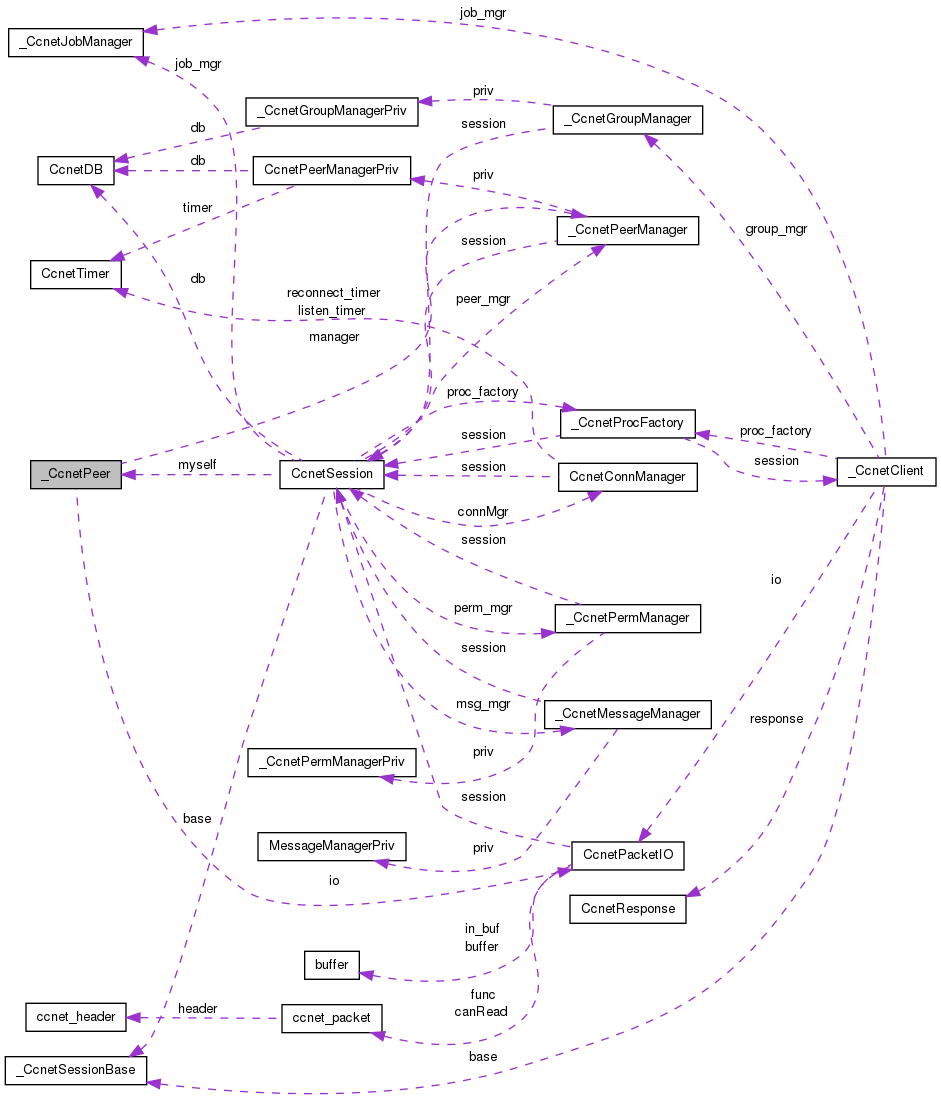 job_mgr
_CcnetJobManager
job_mgr
priv
_CcnetGroupManagerPriv
_CcnetGroupManager
session
db
CcnetDB
db
CcnetPeerManagerPriv
priv
timer
_CcnetPeerManager
group_mgr
session
CcnetTimer
db
reconnect_timer
listen_timer
peer_mgr
manager
proc_factory
_CcnetProcFactory
proc_factory
session
session
_CcnetPeer
myself
CcnetSession
session
CcnetConnManager
_CcnetClient
connMgr
session
io
perm_mgr
_CcnetPermManager
session
msg_mgr
_CcnetMessageManager
response
priv
_CcnetPermManagerPriv
session
base
MessageManagerPriv
priv
CcnetPacketIO
io
CcnetResponse
in_buf
buffer
buffer
func
canRead
ccnet_header
header
ccnet_packet
_CcnetSessionBase
base